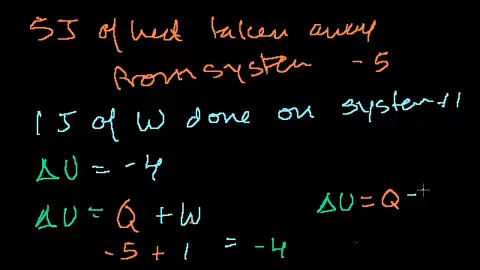 5J of heat taken away
from system -5
1 J of W done on system +1
ΔU = -4
ΔU = Q + W
-5 + 1 = -4
ΔU = Q -